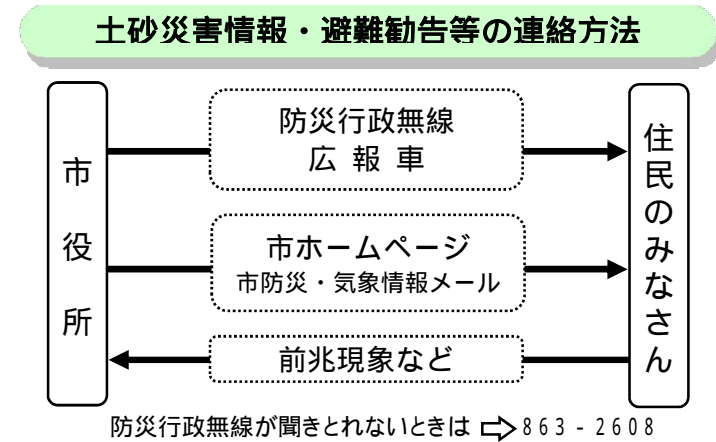 土砂災害情報・避難勧告等の連絡方法
市役所
防災行政無線
広報車
市ホームページ
市防災・気象情報メール
前兆現象など
住民のみなさん
防災行政無線が聞きとれないときは ⇨863-2608